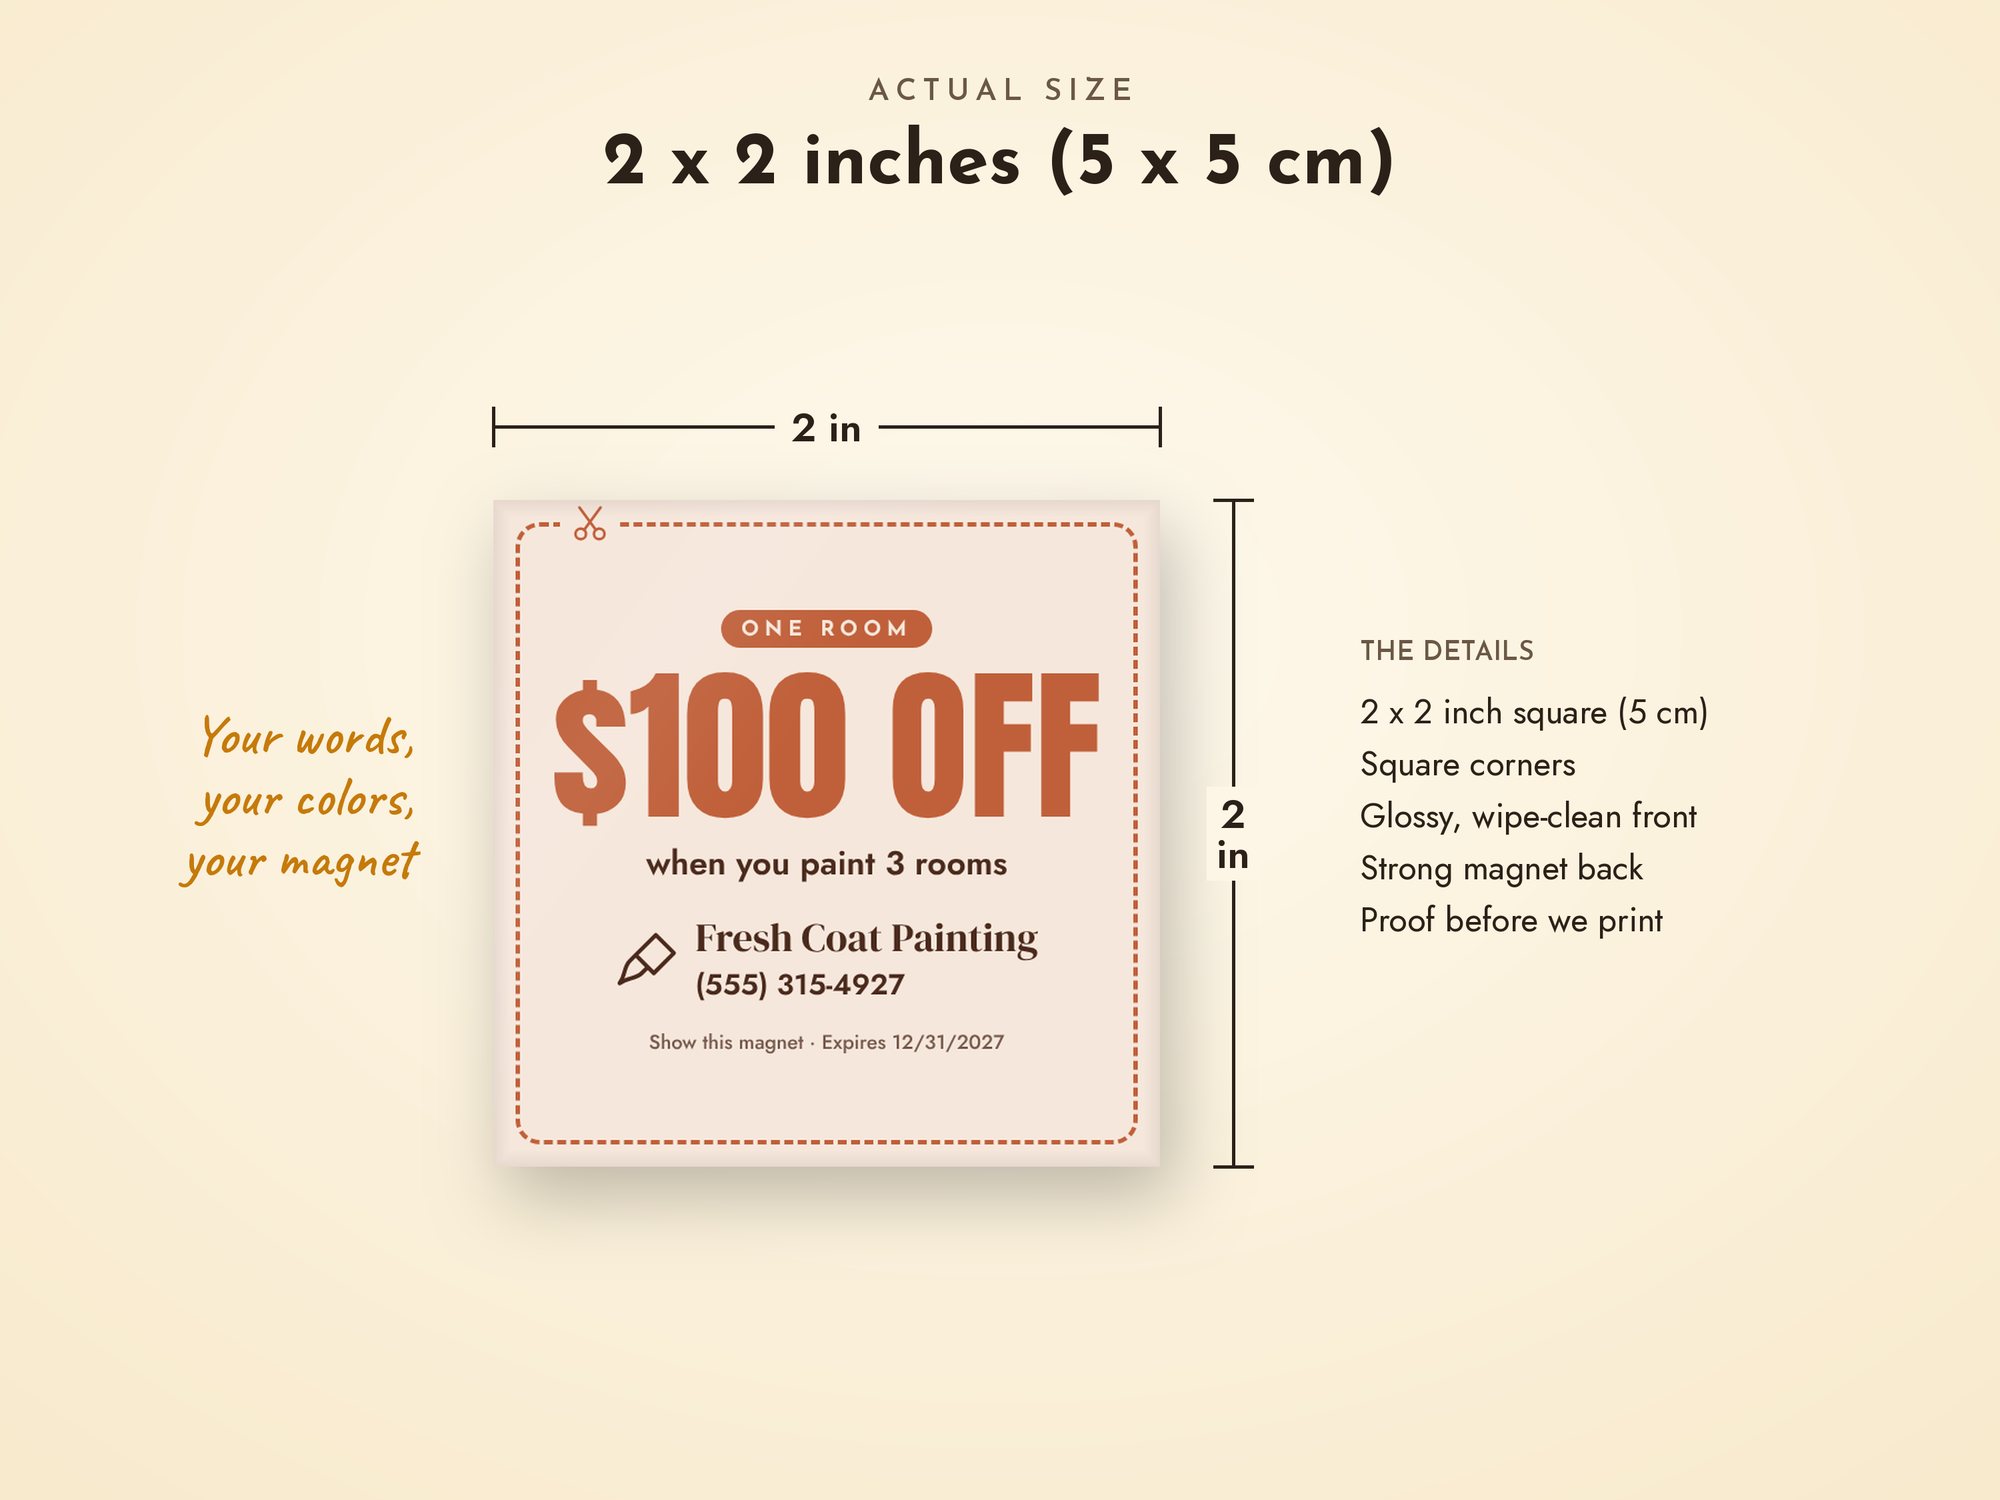 ACTUAL SIZE
2 x 2 inches (5 x 5 cm)
2 in
ONE ROOM
$100 OFF
when you paint 3 rooms
Fresh Coat Painting
(555) 315-4927
Show this magnet · Expires 12/31/2027
Your words,
your colors,
your magnet
2
in
THE DETAILS
2 x 2 inch square (5 cm)
Square corners
Glossy, wipe-clean front
Strong magnet back
Proof before we print